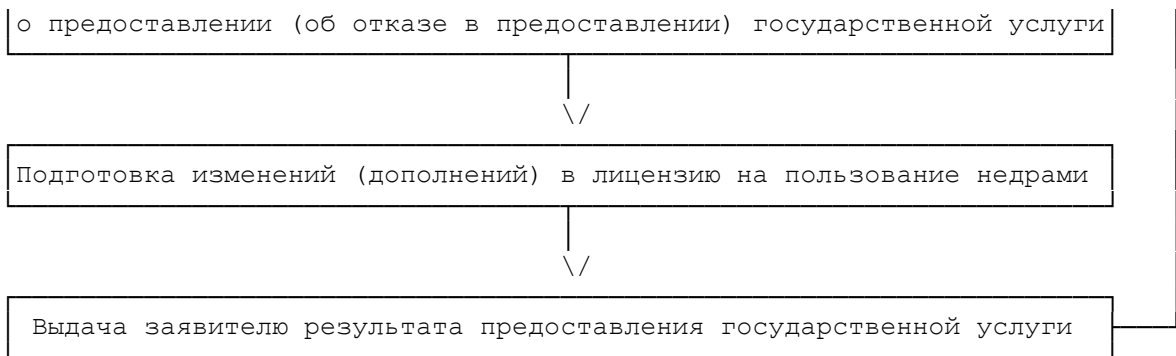 о предоставлении (об отказе в предоставлении) государственной услуги
\/
Подготовка изменений (дополнений) в лицензию на пользование недрами
\/
Выдача заявителю результата предоставления государственной услуги